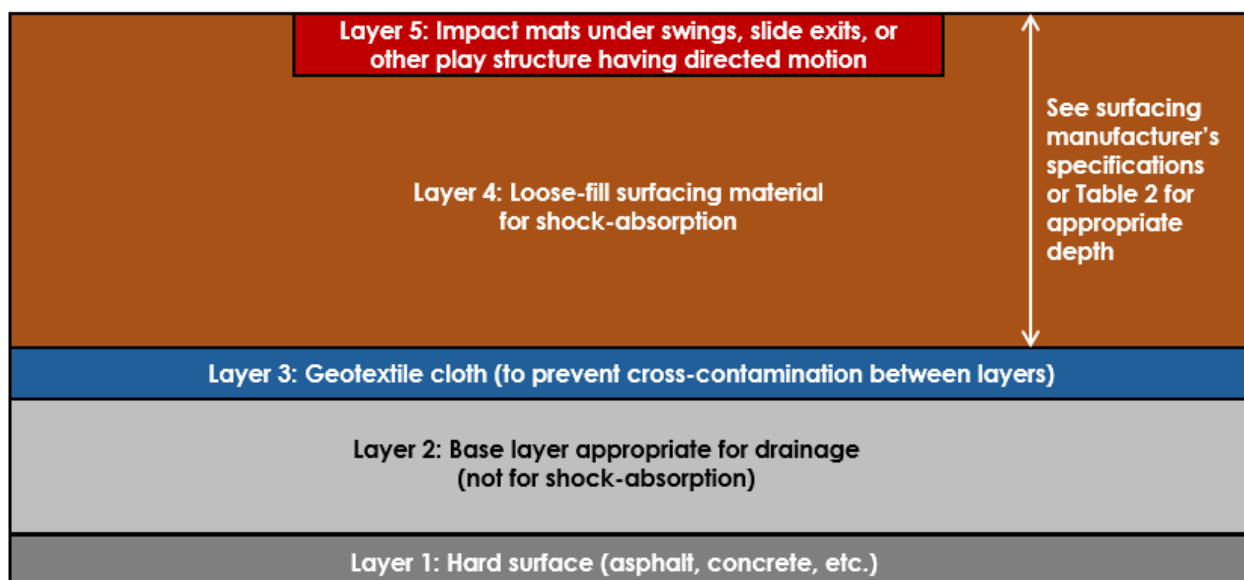 Layer 5: Impact mats under swings, slide exits, or
other play structure having directed motion
See surfacing
manufacturer's
specifications
or Table 2 for
appropriate
depth
Layer 4: Loose-fill surfacing material
for shock-absorption
Layer 3: Geotextile cloth (to prevent cross-contamination between layers)
Layer 2: Base layer appropriate for drainage
(not for shock-absorption)
Layer 1: Hard surface (asphalt, concrete, etc.)